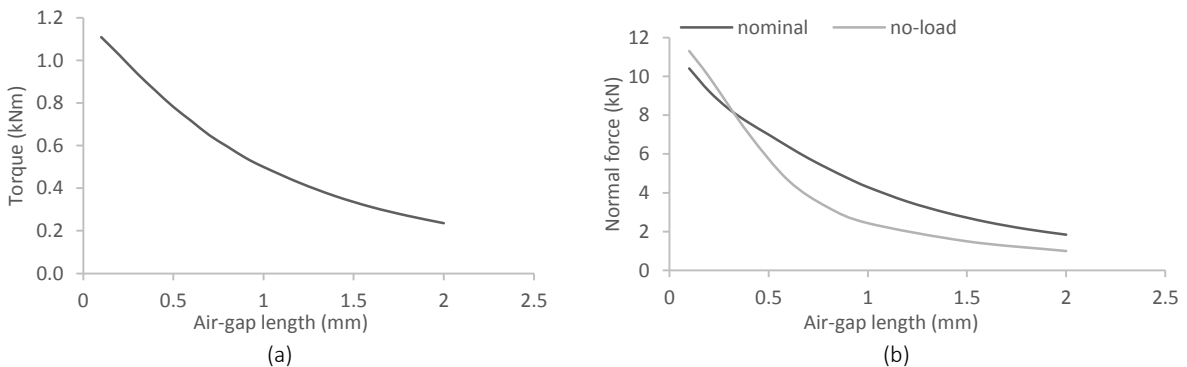 1.2
1.0
0.8
0.6
0.4
0.2
0.0
Torque (kNm)
0 0.5 1 1.5 2 2.5
Air-gap length (mm)
(a)
nominal no-load
12
10
8
6
4
2
0
Normal force (kN)
0 0.5 1 1.5 2 2.5
Air-gap length (mm)
(b)